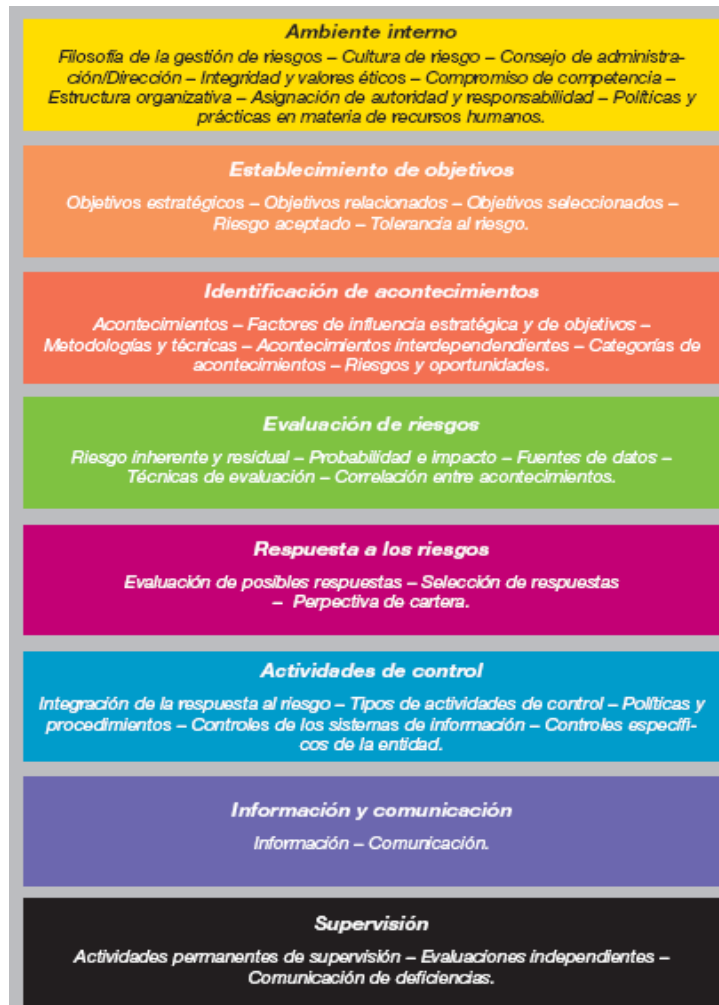 Ambiente interno
Filosofía de la gestión de riesgos – Cultura de riesgo – Consejo de administra-
ción/Dirección – Integridad y valores éticos – Compromiso de competencia –
Estructura organizativa – Asignación de autoridad y responsabilidad – Políticas y
prácticas en materia de recursos humanos.
Establecimiento de objetivos
Objetivos estratégicos – Objetivos relacionados – Objetivos seleccionados –
Riesgo aceptado – Tolerancia al riesgo.
Identificación de acontecimientos
Acontecimientos – Factores de influencia estratégica y de objetivos –
Metodologías y técnicas – Acontecimientos interdependendientes – Categorías de
acontecimientos – Riesgos y oportunidades.
Evaluación de riesgos
Riesgo inherente y residual – Probabilidad e impacto – Fuentes de datos –
Técnicas de evaluación – Correlación entre acontecimientos.
Respuesta a los riesgos
Evaluación de posibles respuestas – Selección de respuestas
– Perpectiva de cartera.
Actividades de control
Integración de la respuesta al riesgo – Tipos de actividades de control – Políticas y
procedimientos – Controles de los sistemas de información – Controles específi-
cos de la entidad.
Información y comunicación
Información – Comunicación.
Supervisión
Actividades permanentes de supervisión – Evaluaciones independientes –
Comunicación de deficiencias.